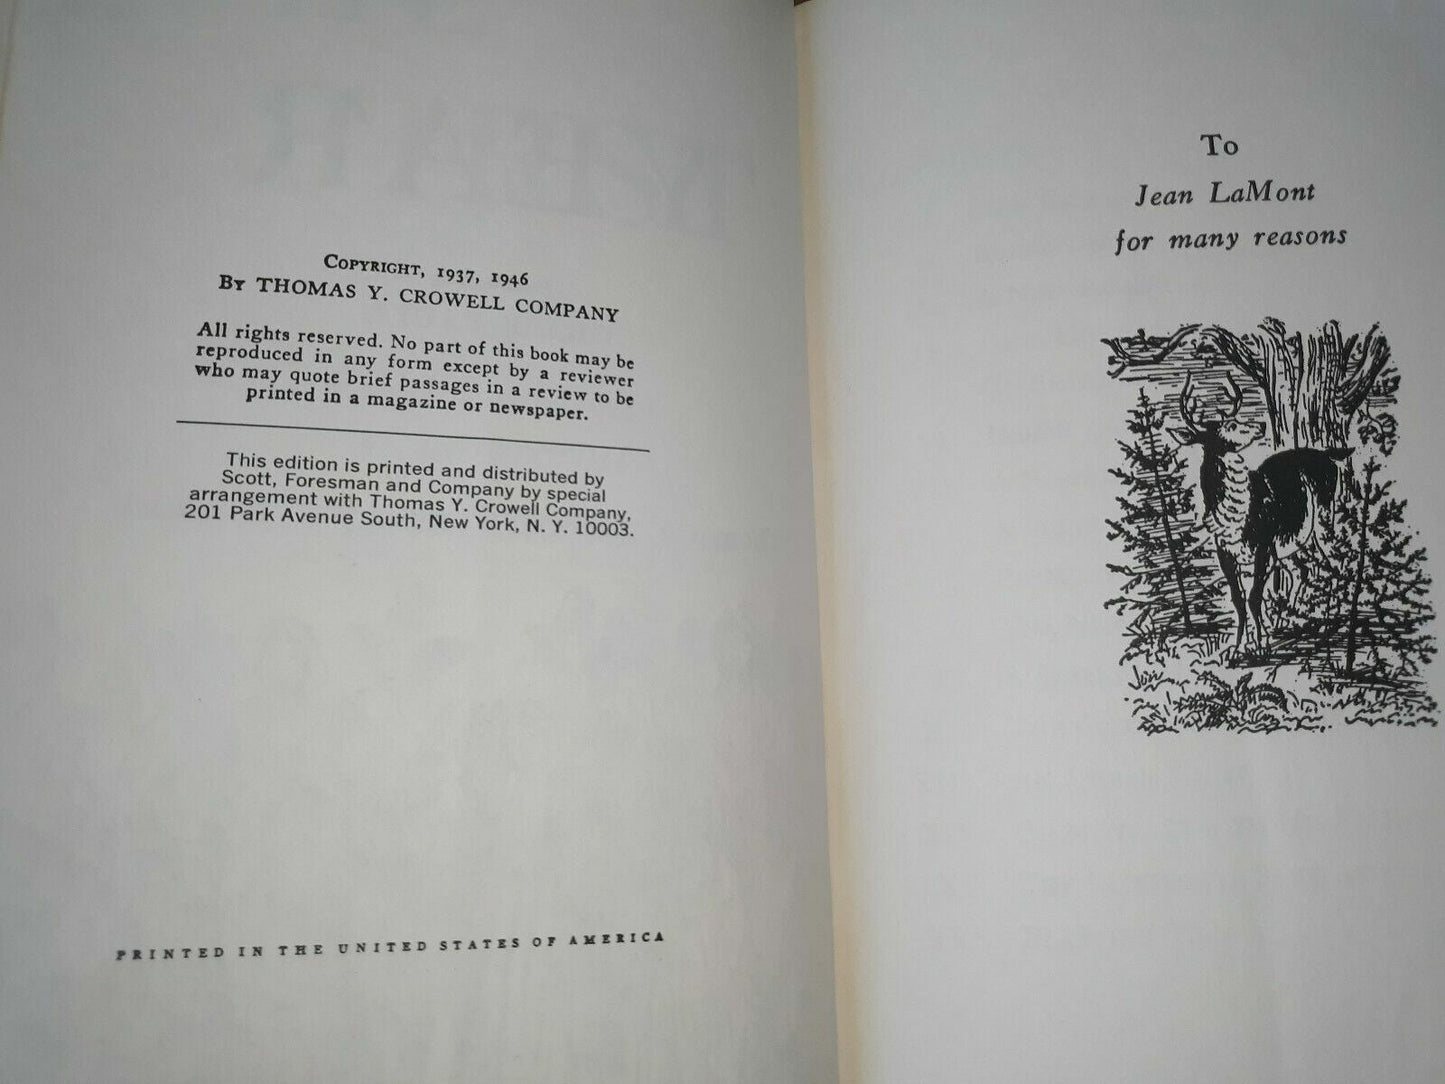 COPYRIGHT, 1937, 1946
BY THOMAS Y. CROWELL COMPANY
All rights reserved. No part of this book may be
reproduced in any form except by a reviewer
who may quote brief passages in a review to be
printed in a magazine or newspaper.
This edition is printed and distributed by
Scott, Foresman and Company by special
arrangement with Thomas Y. Crowell Company,
201 Park Avenue South, New York, N. Y. 10003.
PRINTED IN THE UNITED STATES OF AMERICA
To
Jean LaMont
for many reasons